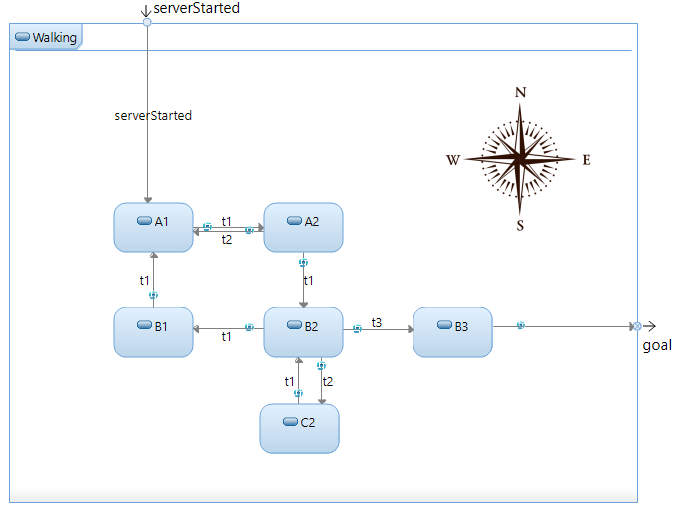 serverStarted
Walking
serverStarted
N
W
E
S
A1
t1
t2
A2
t1
t1
B1
t1
B2
t3
B3
goal
t1
t2
C2